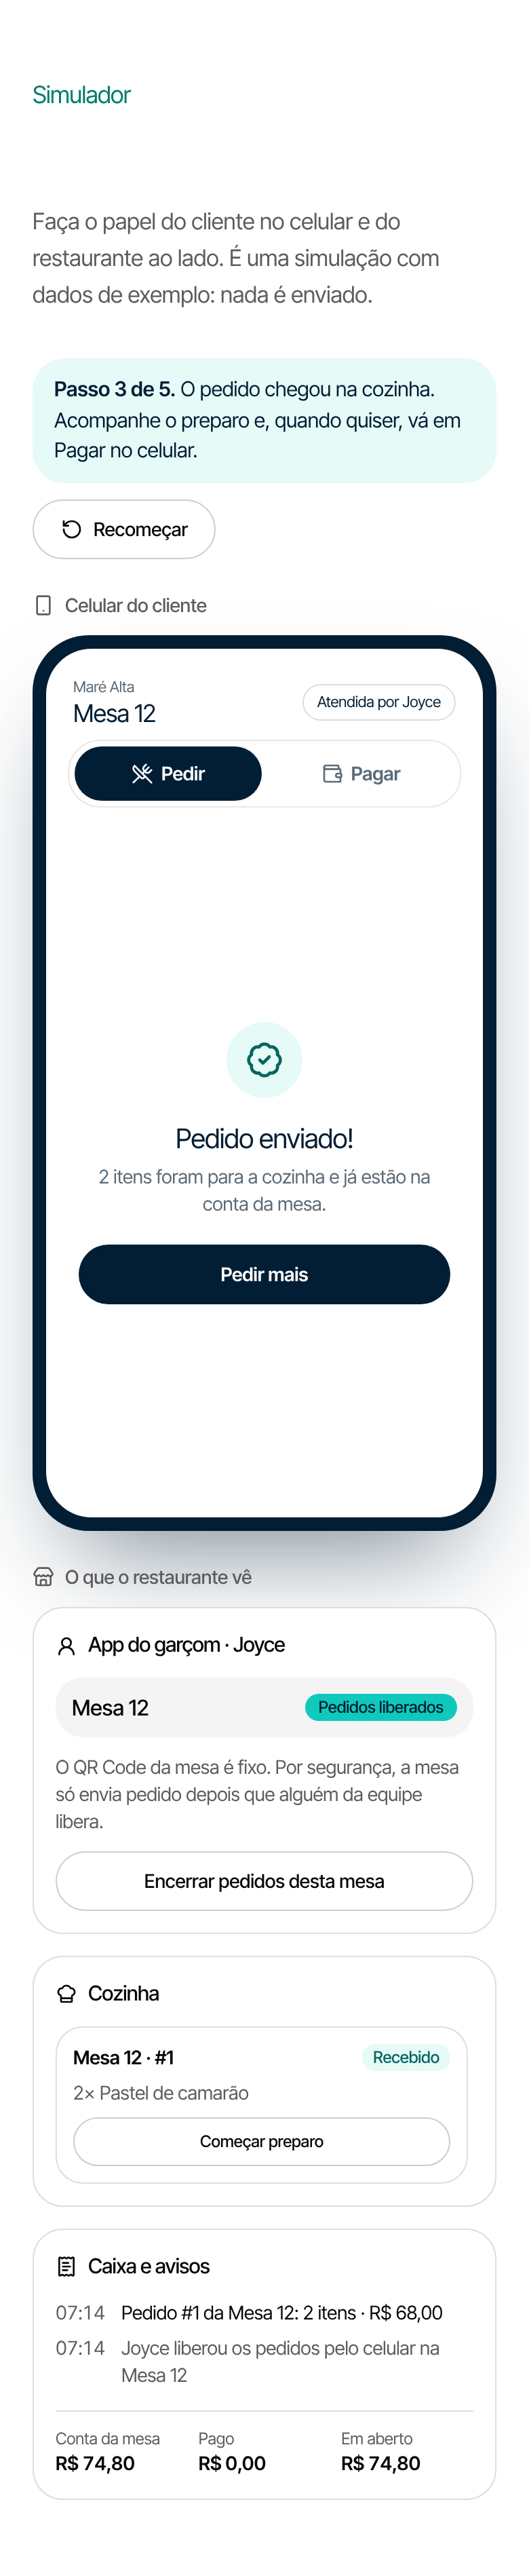 Simulador
Faça o papel do cliente no celular e do
restaurante ao lado. É uma simulação com
dados de exemplo: nada é enviado.
Passo 3 de 5. O pedido chegou na cozinha.
Acompanhe o preparo e, quando quiser, vá em
Pagar no celular.
Recomeçar
Celular do cliente
Maré Alta
Mesa 12
Atendida por Joyce
Pedir
Pagar
Pedido enviado!
2 itens foram para a cozinha e já estão na
conta da mesa.
Pedir mais
O que o restaurante vê
App do garçom · Joyce
Mesa 12
Pedidos liberados
O QR Code da mesa é fixo. Por segurança, a mesa
só envia pedido depois que alguém da equipe
libera.
Encerrar pedidos desta mesa
Cozinha
Mesa 12 · #1
Recebido
2× Pastel de camarão
Começar preparo
Caixa e avisos
07:14 Pedido #1 da Mesa 12: 2 itens · R$ 68,00
07:14 Joyce liberou os pedidos pelo celular na
Mesa 12
Conta da mesa Pago Em aberto
R$ 74,80 R$ 0,00 R$ 74,80